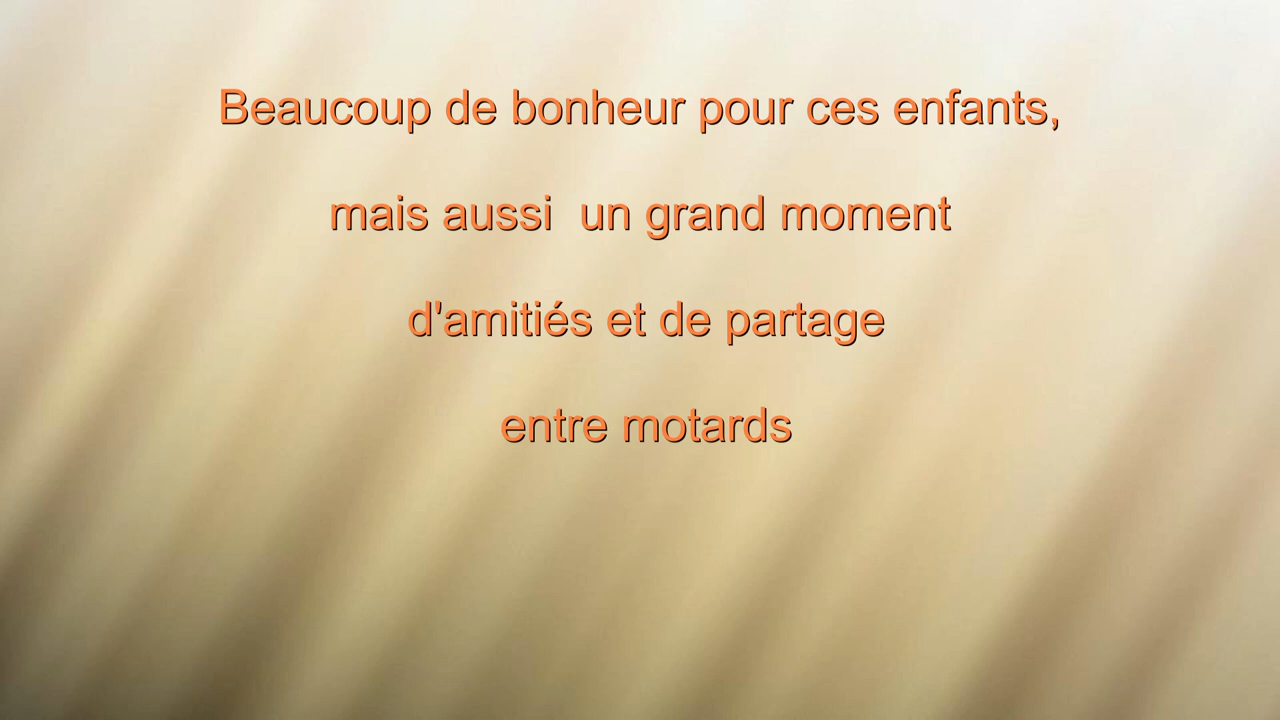 Beaucoup de bonheur pour ces enfants,
mais aussi  un grand moment
d'amitiés et de partage
entre motards